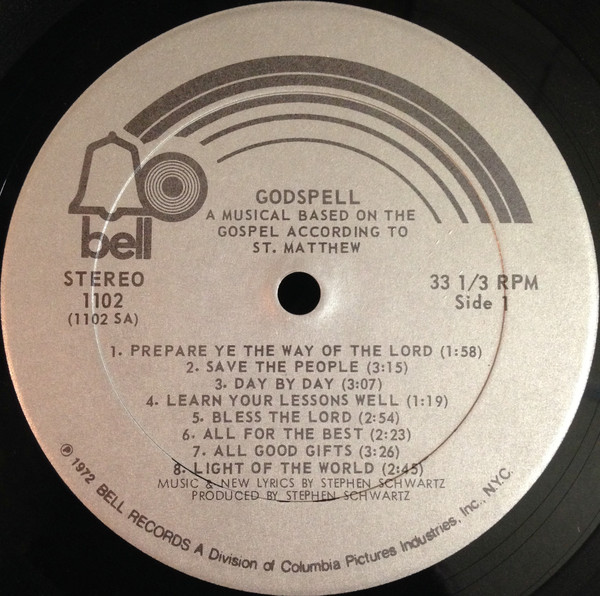 bell
GODSPELL
A MUSICAL BASED ON THE
GOSPEL ACCORDING TO
ST. MATTHEW
STEREO
1102
(1102 SA)
33 1/3 RPM
Side 1
1. PREPARE YE THE WAY OF THE LORD (1:58)
2. SAVE THE PEOPLE (3:15)
3. DAY BY DAY (3:07)
4. LEARN YOUR LESSONS WELL (1:19)
5. BLESS THE LORD (2:54)
6. ALL FOR THE BEST (2:23)
7. ALL GOOD GIFTS (3:26)
8. LIGHT OF THE WORLD (2:45)
MUSIC & NEW LYRICS BY STEPHEN SCHWARTZ
PRODUCED BY STEPHEN SCHWARTZ
℗ 1972 BELL RECORDS A Division of Columbia Pictures Industries, Inc., N.Y.C.